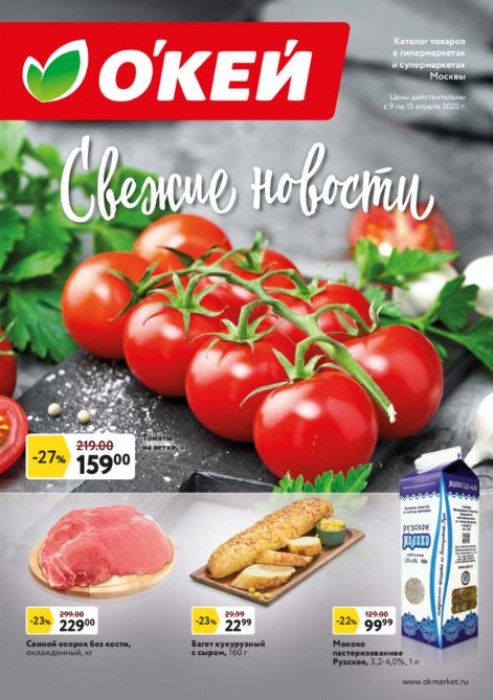 О'КЕЙ
Каталог товаров
в гипермаркетах
и супермаркетах
Москвы
Цены действительны
с 9 по 15 апреля 2020 г.
Свежие новости
-27%
219.00
159 00
Томаты
на ветке,
-23%
299.00
229 00
Свиной окорок без кости,
охлажденный, кг
-23%
29.99
22 99
Багет кукурузный
с сыром, 160 г
-22%
129.00
99 99
Молоко
пастеризованное
Рузское, 3,2-4,0%, 1 л
РУЗСКОЕ
МОЛОКО
www.okmarket.ru